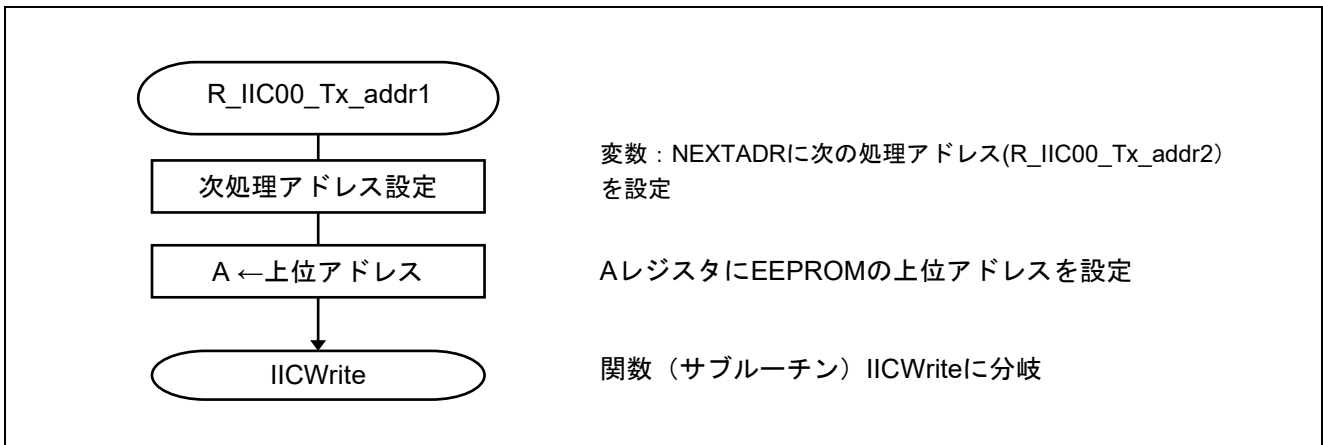 R_IIC00_Tx_addr1
次処理アドレス設定
変数：NEXTADRに次の処理アドレス(R_IIC00_Tx_addr2）
を設定
A ←上位アドレス
AレジスタにEEPROMの上位アドレスを設定
IICWrite
関数（サブルーチン）IICWriteに分岐